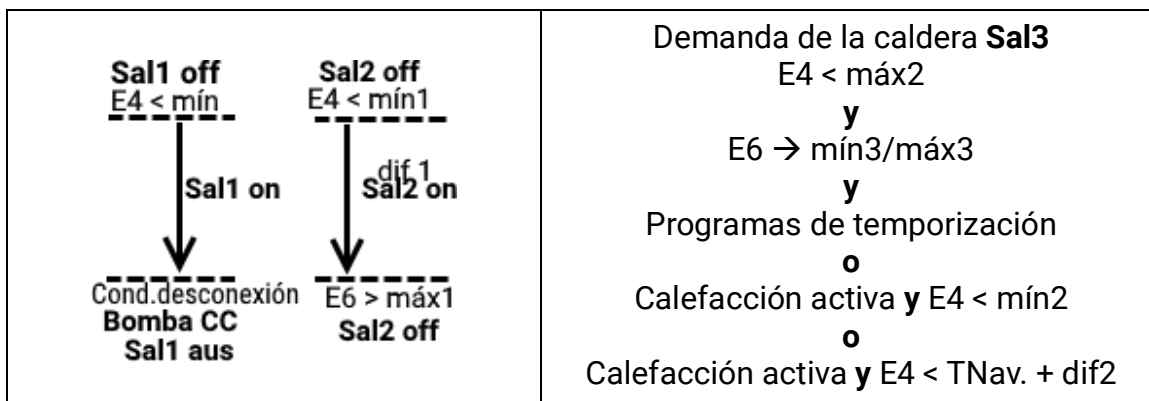 Sal1 off
E4 < mín
Sal1 on
Cond.desconexión
Bomba CC
Sal1 aus
Sal2 off
E4 < mín1
dif.1
Sal2 on
E6 > máx1
Sal2 off
Demanda de la caldera Sal3
E4 < máx2
y
E6 → mín3/máx3
y
Programas de temporización
o
Calefacción activa y E4 < mín2
o
Calefacción activa y E4 < TNav. + dif2